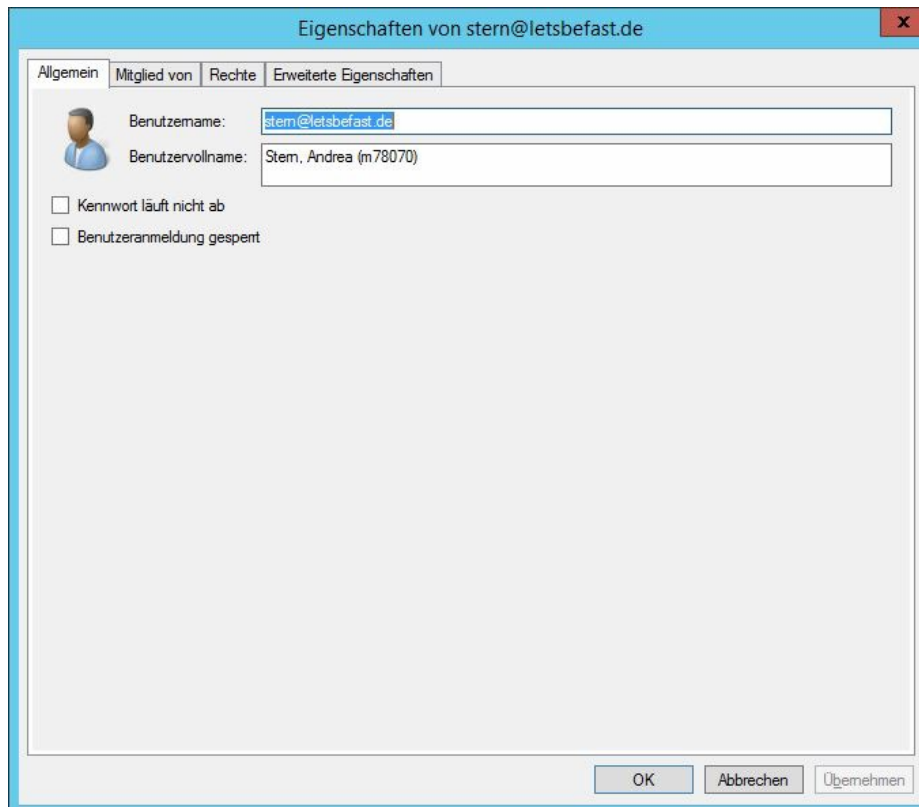 Eigenschaften von stern@letsbefast.de
x
Allgemein Mitglied von Rechte Erweiterte Eigenschaften
Benutzername: stern@letsbefast.de
Benutzervollname: Stern, Andrea (m78070)
Kennwort läuft nicht ab
Benutzeranmeldung gesperrt
OK Abbrechen Übernehmen